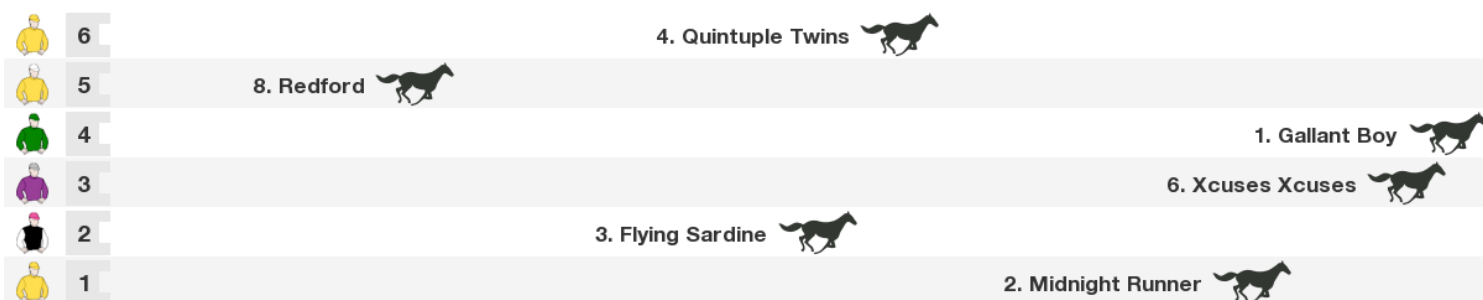 6 4. Quintuple Twins
5 8. Redford
4 1. Gallant Boy
3 6. Xcuses Xcuses
2 3. Flying Sardine
1 2. Midnight Runner